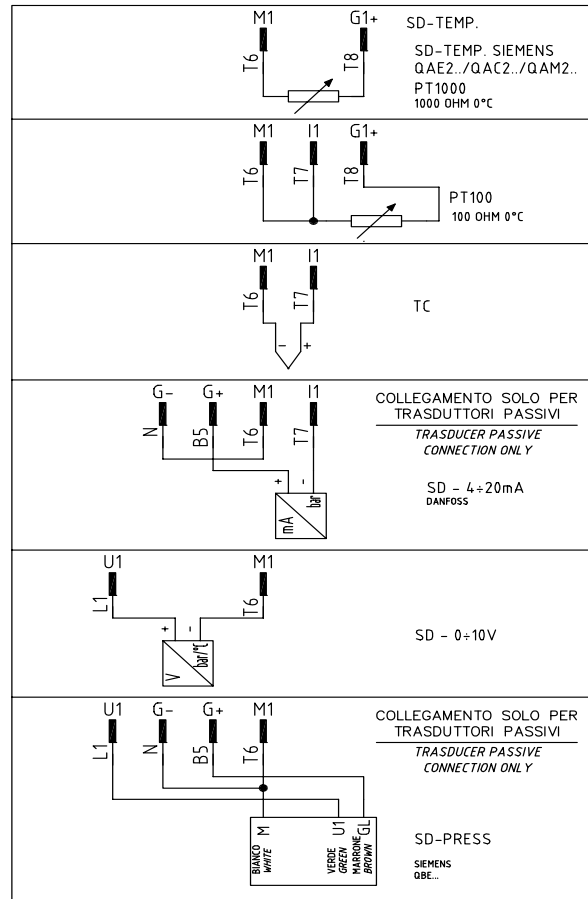 M1 G1+ SD-TEMP.
T6 T8 SD-TEMP. SIEMENS
QAE2../QAC2../QAM2..
PT1000
1000 OHM 0°C
M1 I1 G1+
T6 T7 T8
PT100
100 OHM 0°C
M1 I1
T6 T7
TC
- +
G- G+ M1 I1 COLLEGAMENTO SOLO PER
TRASDUTTORI PASSIVI
N B5 T6 T7 TRASDUCER PASSIVE
CONNECTION ONLY
+ -
mA bar
SD - 4÷20mA
DANFOSS
U1 M1
L1 T6
+ -
V bar/°C
SD - 0÷10V
U1 G- G+ M1 COLLEGAMENTO SOLO PER
TRASDUTTORI PASSIVI
L1 N B5 T6 TRASDUCER PASSIVE
CONNECTION ONLY
M U1 GL
BIANCO
WHITE
VERDE
GREEN
MARRONE
BROWN
SD-PRESS
SIEMENS
QBE...